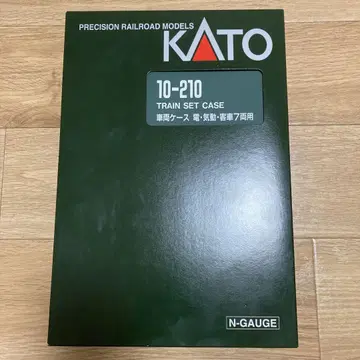 PRECISION RAILROAD MODELS
KATO
10-210
TRAIN SET CASE
車両ケース 電・気動・客車7両用
N-GAUGE